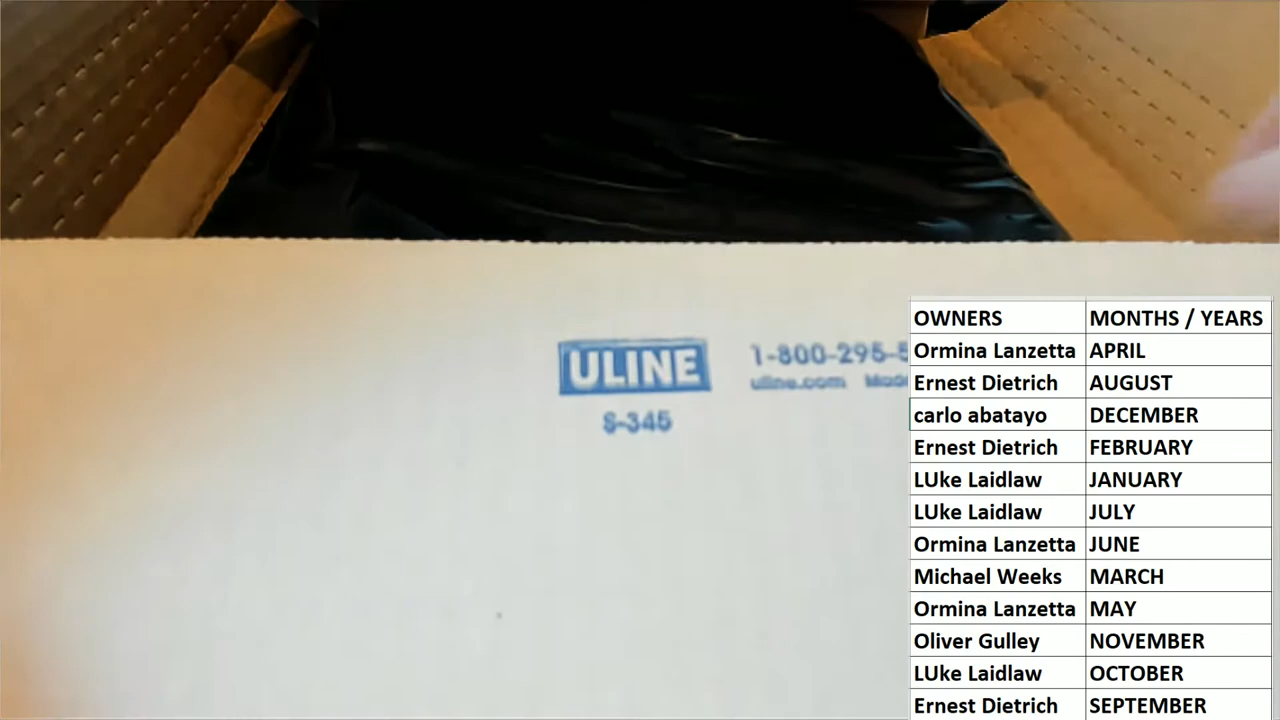 ULINE
1-800-295-5
uline.com
S-345
OWNERS MONTHS / YEARS
Ormina Lanzetta APRIL
Ernest Dietrich AUGUST
carlo abatayo DECEMBER
Ernest Dietrich FEBRUARY
LUke Laidlaw JANUARY
LUke Laidlaw JULY
Ormina Lanzetta JUNE
Michael Weeks MARCH
Ormina Lanzetta MAY
Oliver Gulley NOVEMBER
LUke Laidlaw OCTOBER
Ernest Dietrich SEPTEMBER